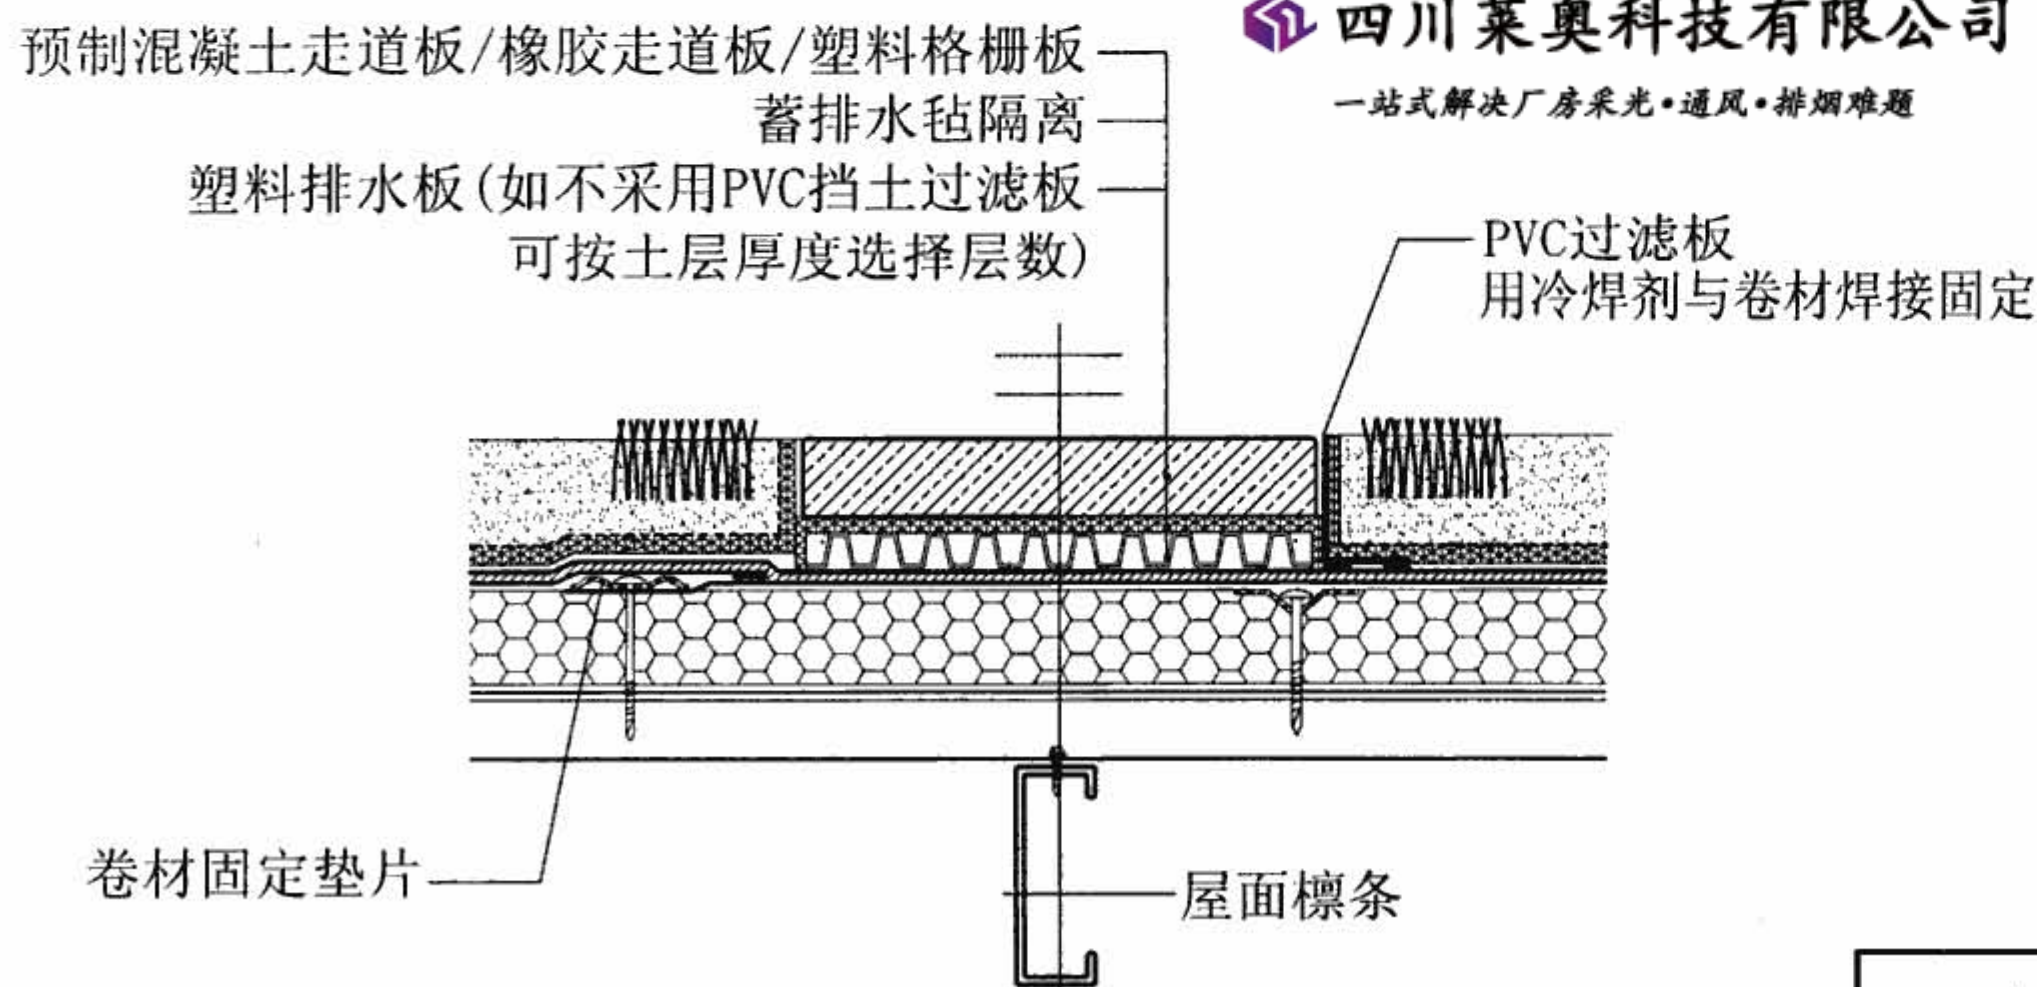 四川莱奥科技有限公司
一站式解决厂房采光•通风•排烟难题
预制混凝土走道板/橡胶走道板/塑料格栅板
蓄排水毡隔离
塑料排水板(如不采用PVC挡土过滤板
可按土层厚度选择层数)
PVC过滤板
用冷焊剂与卷材焊接固定
卷材固定垫片
屋面檩条